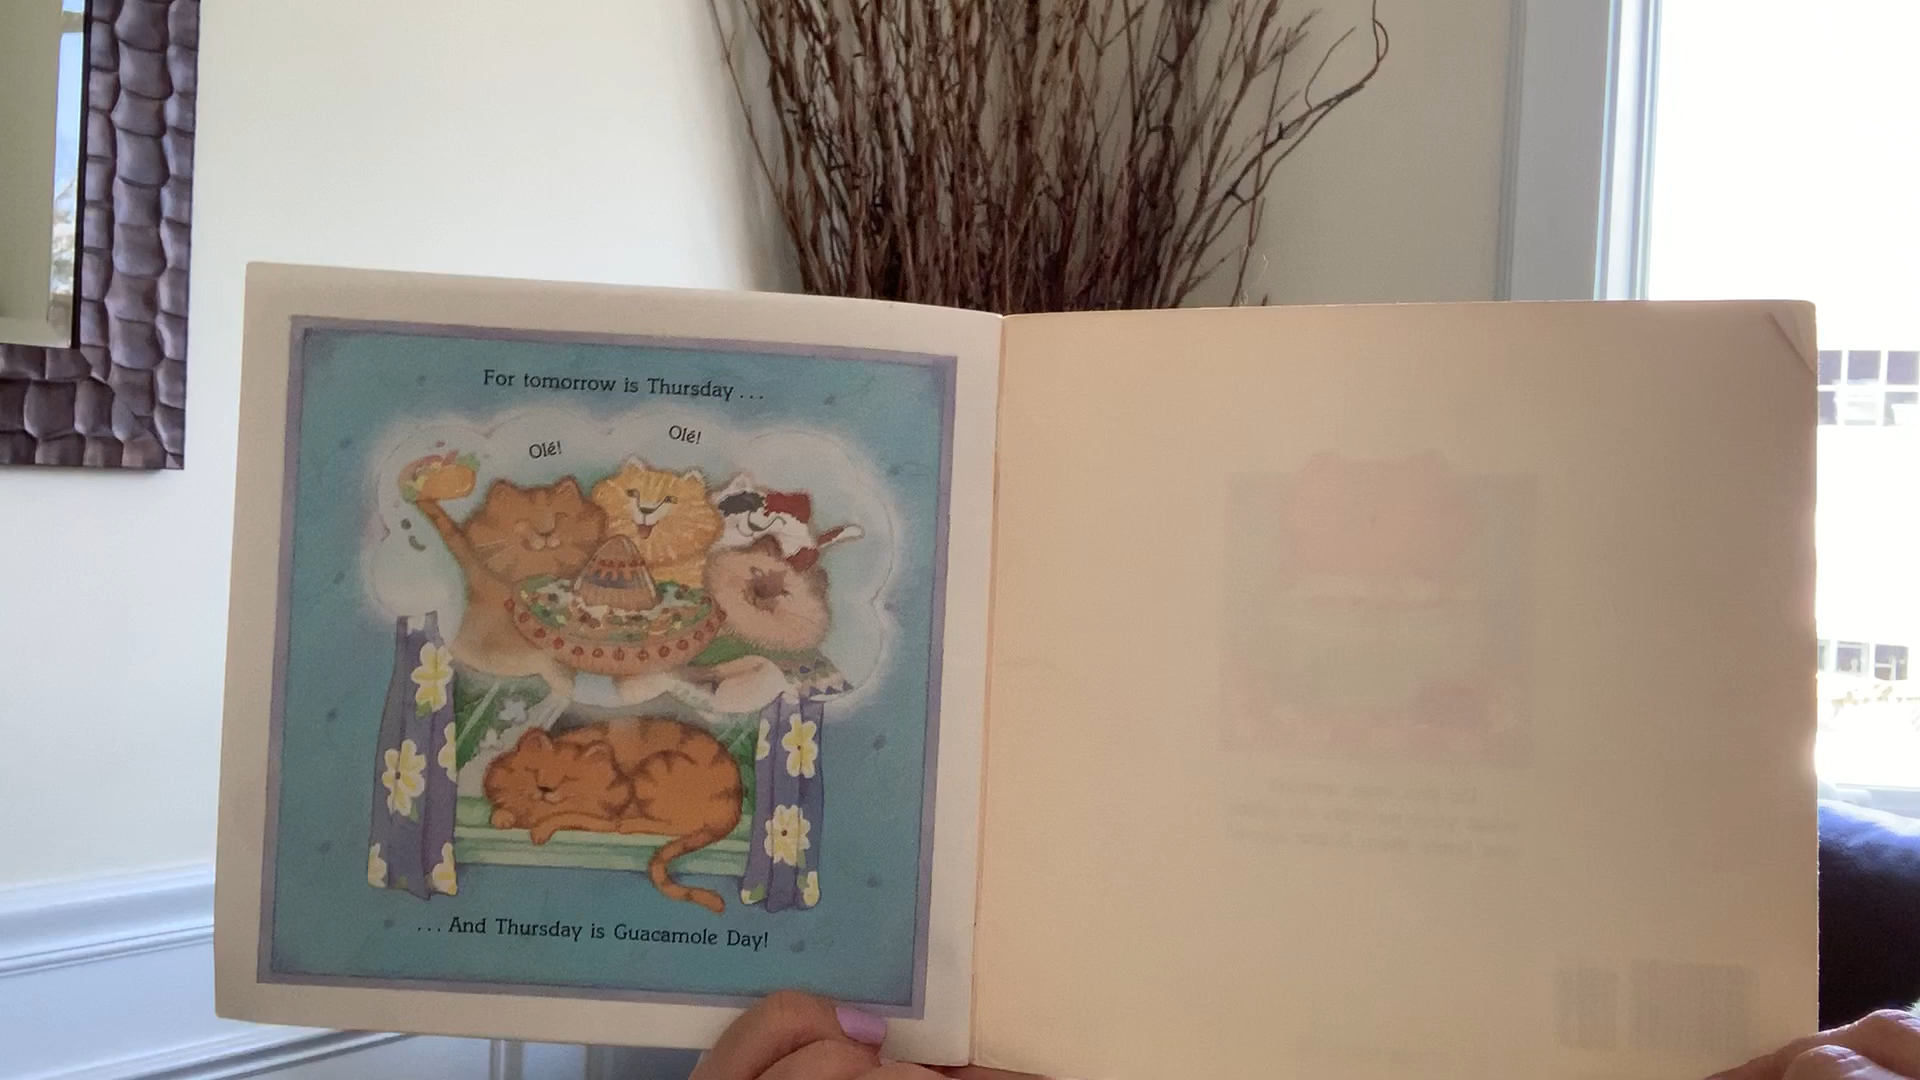 For tomorrow is Thursday . . .
Olé!
Olé!
. . . And Thursday is Guacamole Day!